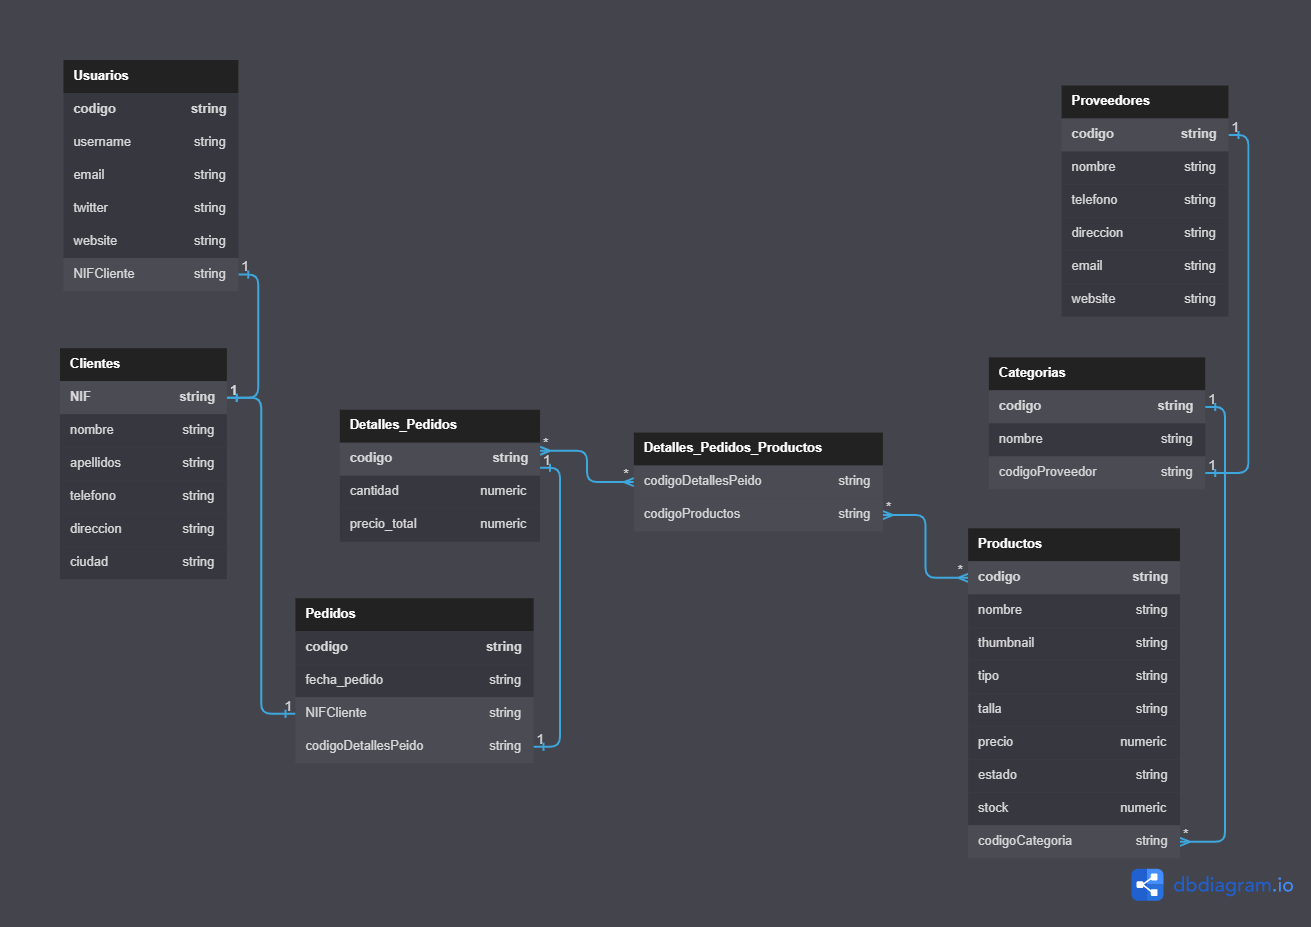 Usuarios
codigo string
username string
email string
twitter string
website string
NIFCliente string
1
Clientes
NIF string
1
nombre string
apellidos string
telefono string
direccion string
ciudad string
Detalles_Pedidos
codigo string
*
1
cantidad numeric
precio_total numeric
Pedidos
codigo string
fecha_pedido string
1
NIFCliente string
codigoDetallesPeido string
1
Detalles_Pedidos_Productos
*
codigoDetallesPeido string
codigoProductos string
*
Proveedores
codigo string
1
nombre string
telefono string
direccion string
email string
website string
Categorias
codigo string
1
nombre string
codigoProveedor string
1
Productos
*
codigo string
nombre string
thumbnail string
tipo string
talla string
precio numeric
estado string
stock numeric
codigoCategoria string
*
dbdiagram.io